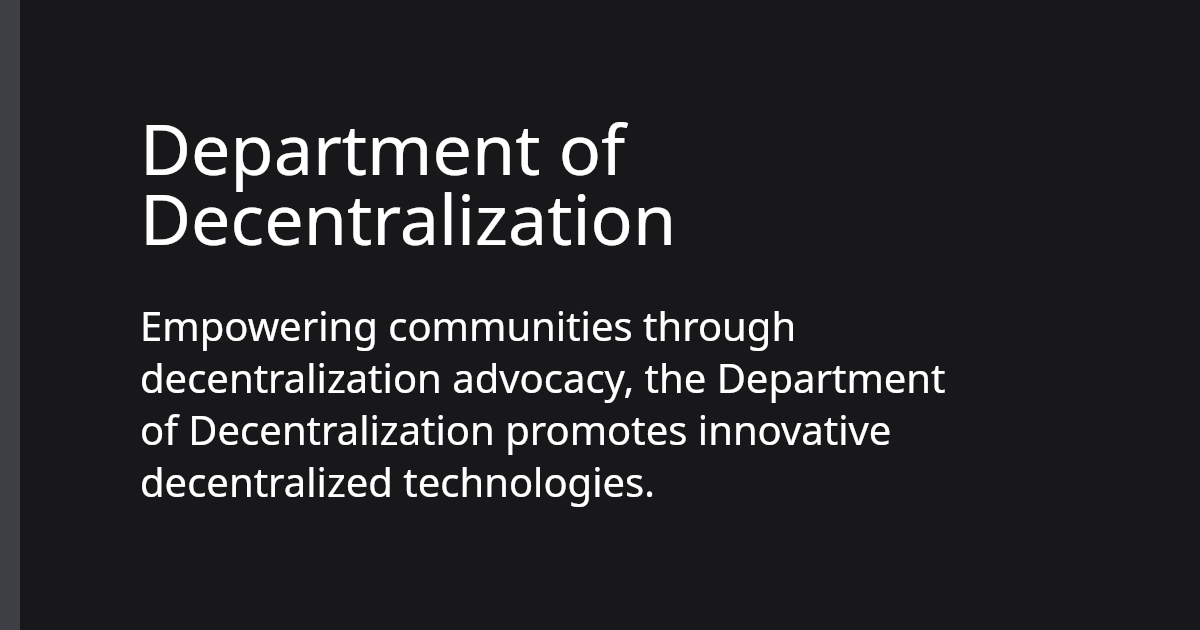 Department of
Decentralization
Empowering communities through
decentralization advocacy, the Department
of Decentralization promotes innovative
decentralized technologies.